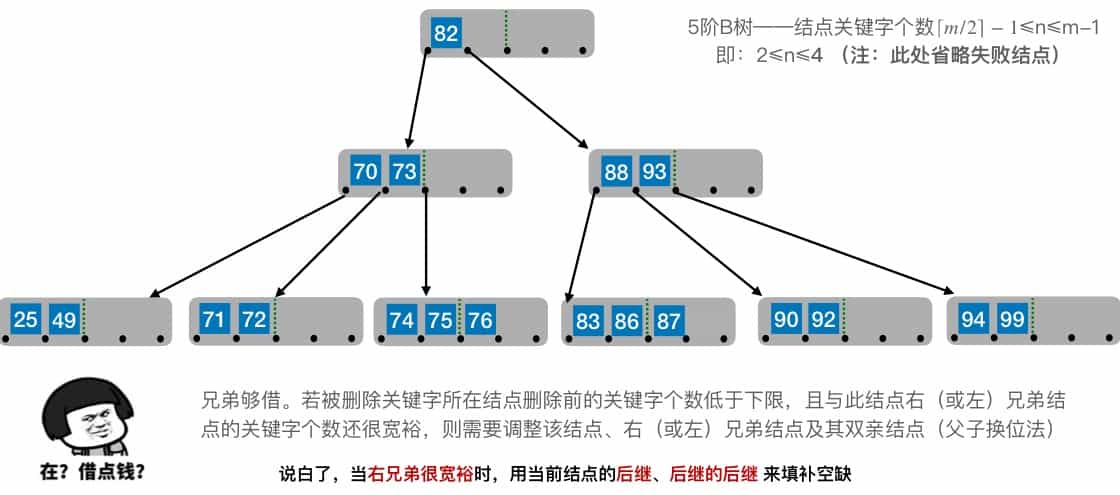 5阶B树——结点关键字个数⌈m/2⌉ − 1≤n≤m−1
即：2≤n≤4 （注：此处省略失败结点）
82
70 73
88 93
25 49
71 72
74 75 76
83 86 87
90 92
94 99
兄弟够借。若被删除关键字所在结点删除前的关键字个数低于下限，且与此结点右（或左）兄弟结
点的关键字个数还很宽裕，则需要调整该结点、右（或左）兄弟结点及其双亲结点（父子换位法）
在？借点钱？
说白了，当右兄弟很宽裕时，用当前结点的后继、后继的后继 来填补空缺